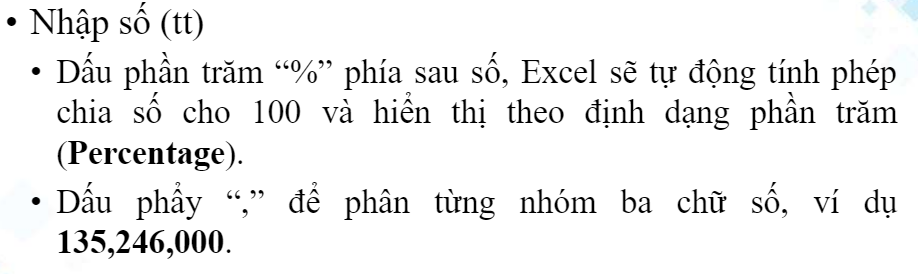 • Nhập số (tt)
• Dấu phần trăm “%” phía sau số, Excel sẽ tự động tính phép
chia số cho 100 và hiển thị theo định dạng phần trăm
(Percentage).
• Dấu phẩy “,” để phân từng nhóm ba chữ số, ví dụ
135,246,000.